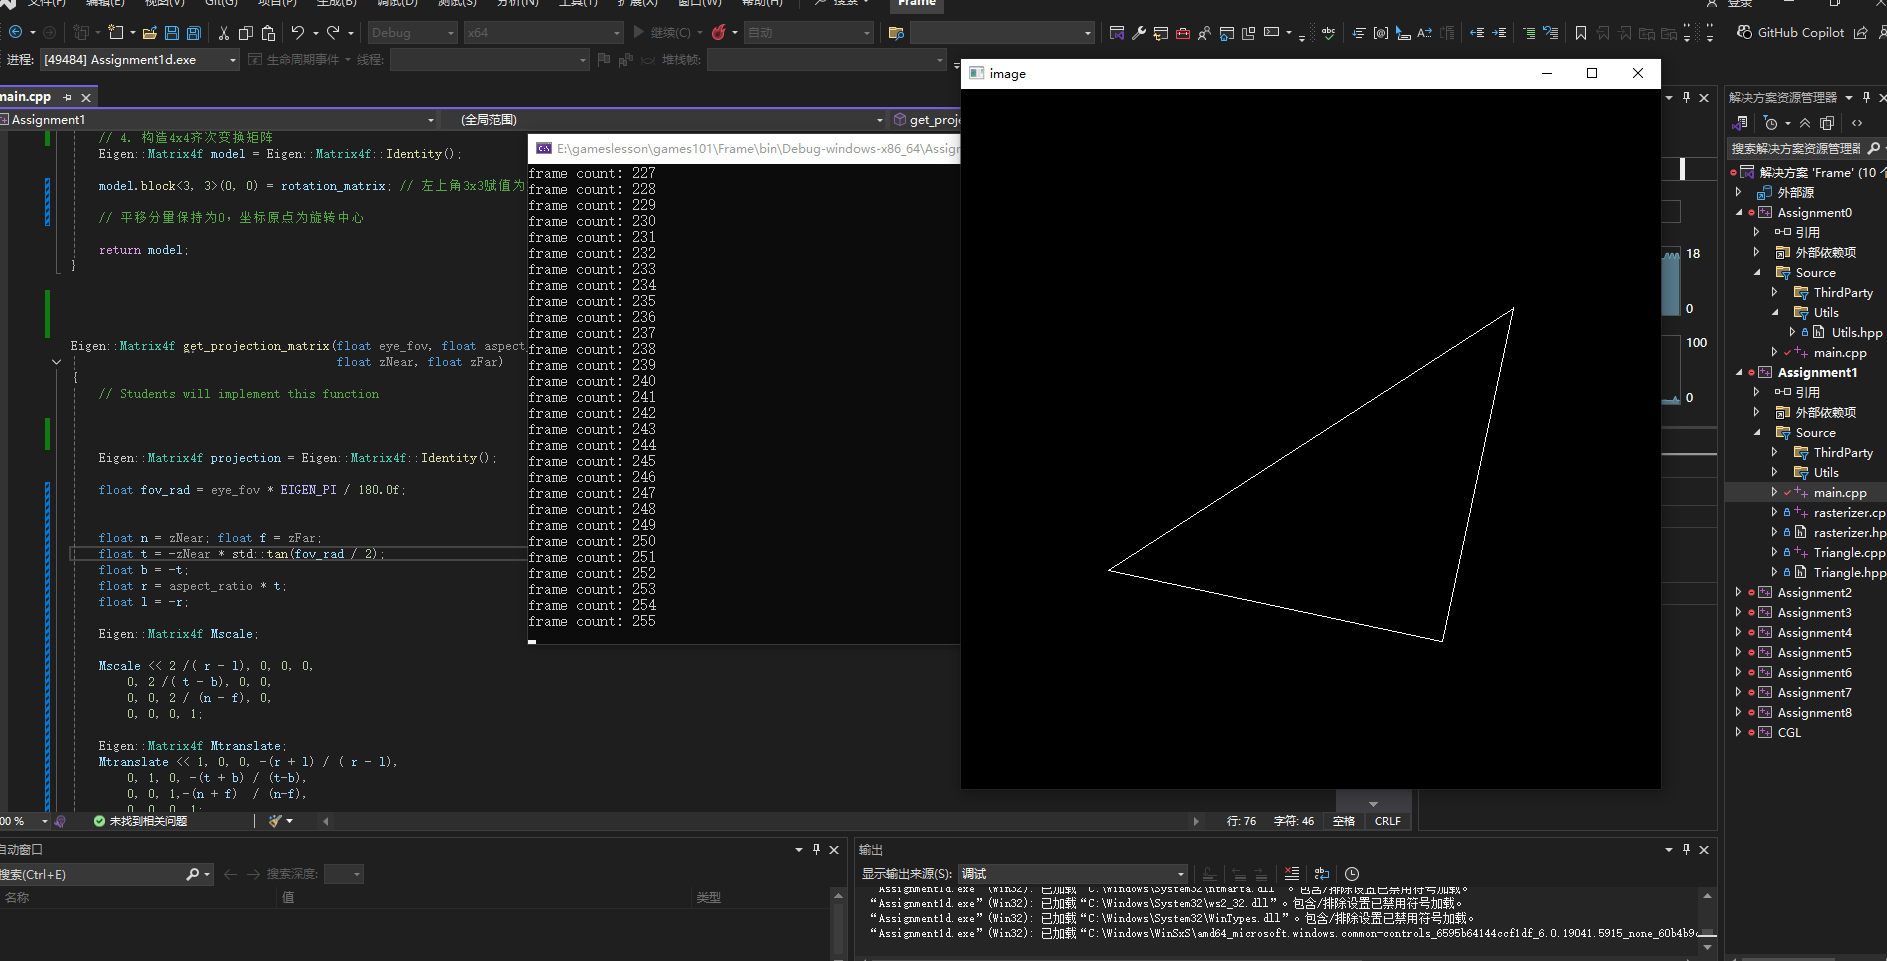 文件(F) 编辑(E) 视图(V) Git(G) 项目(P) 生成(B) 调试(D) 测试(S) 分析(N) 工具(T) 扩展(X) 窗口(W) 帮助(H) 搜索 Frame 登录
Debug x64 继续(C) 自动 GitHub Copilot
进程: [49484] Assignment1d.exe 生命周期事件 线程: 堆栈帧:
main.cpp
Assignment1 (全局范围)
// 4. 构造4x4齐次变换矩阵
Eigen::Matrix4f model = Eigen::Matrix4f::Identity();
model.block<3, 3>(0, 0) = rotation_matrix; // 左上角3x3赋值为
// 平移分量保持为0，坐标原点为旋转中心
return model;
}
Eigen::Matrix4f get_projection_matrix(float eye_fov, float aspect_
float zNear, float zFar)
{
// Students will implement this function
Eigen::Matrix4f projection = Eigen::Matrix4f::Identity();
float fov_rad = eye_fov * EIGEN_PI / 180.0f;
float n = zNear; float f = zFar;
float t = -zNear * std::tan(fov_rad / 2);
float b = -t;
float r = aspect_ratio * t;
float l = -r;
Eigen::Matrix4f Mscale;
Mscale << 2 /( r - l), 0, 0, 0,
0, 2 /( t - b), 0, 0,
0, 0, 2 / (n - f), 0,
0, 0, 0, 1;
Eigen::Matrix4f Mtranslate;
Mtranslate << 1, 0, 0, -(r + l) / ( r - l),
0, 1, 0, -(t + b) / (t-b),
0, 0, 1,-(n + f)  / (n-f),
0, 0, 0, 1;
E:\gameslesson\games101\Frame\bin\Debug-windows-x86_64\Assign
frame count: 227
frame count: 228
frame count: 229
frame count: 230
frame count: 231
frame count: 232
frame count: 233
frame count: 234
frame count: 235
frame count: 236
frame count: 237
frame count: 238
frame count: 239
frame count: 240
frame count: 241
frame count: 242
frame count: 243
frame count: 244
frame count: 245
frame count: 246
frame count: 247
frame count: 248
frame count: 249
frame count: 250
frame count: 251
frame count: 252
frame count: 253
frame count: 254
frame count: 255
image
18
0
100
0
解决方案资源管理器
搜索解决方案资源管理器
解决方案 'Frame' (10 个
外部源
Assignment0
引用
外部依赖项
Source
ThirdParty
Utils
Utils.hpp
main.cpp
Assignment1
引用
外部依赖项
Source
ThirdParty
Utils
main.cpp
rasterizer.cp
rasterizer.hp
Triangle.cpp
Triangle.hpp
Assignment2
Assignment3
Assignment4
Assignment5
Assignment6
Assignment7
Assignment8
CGL
00 % 未找到相关问题 行: 76 字符: 46 空格 CRLF
自动窗口
搜索(Ctrl+E) 搜索深度:
名称 值 类型
输出
显示输出来源(S): 调试
“Assignment1d.exe”(Win32): 已加载“C:\Windows\System32\ntmarta.dll”。包含/排除设置已禁用符号加载。
“Assignment1d.exe”(Win32): 已加载“C:\Windows\System32\ws2_32.dll”。包含/排除设置已禁用符号加载。
“Assignment1d.exe”(Win32): 已加载“C:\Windows\System32\WinTypes.dll”。包含/排除设置已禁用符号加载。
“Assignment1d.exe”(Win32): 已加载“C:\Windows\WinSxS\amd64_microsoft.windows.common-controls_6595b64144ccf1df_6.0.19041.5915_none_60b4b9